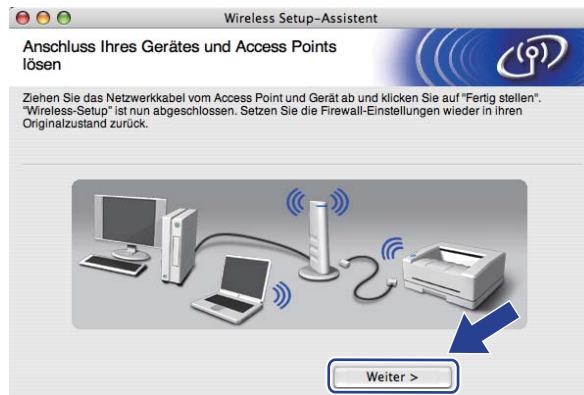 Wireless Setup-Assistent
Anschluss Ihres Gerätes und Access Points
lösen
Ziehen Sie das Netzwerkkabel vom Access Point und Gerät ab und klicken Sie auf "Fertig stellen".
"Wireless-Setup" ist nun abgeschlossen. Setzen Sie die Firewall-Einstellungen wieder in ihren
Originalzustand zurück.
Weiter >